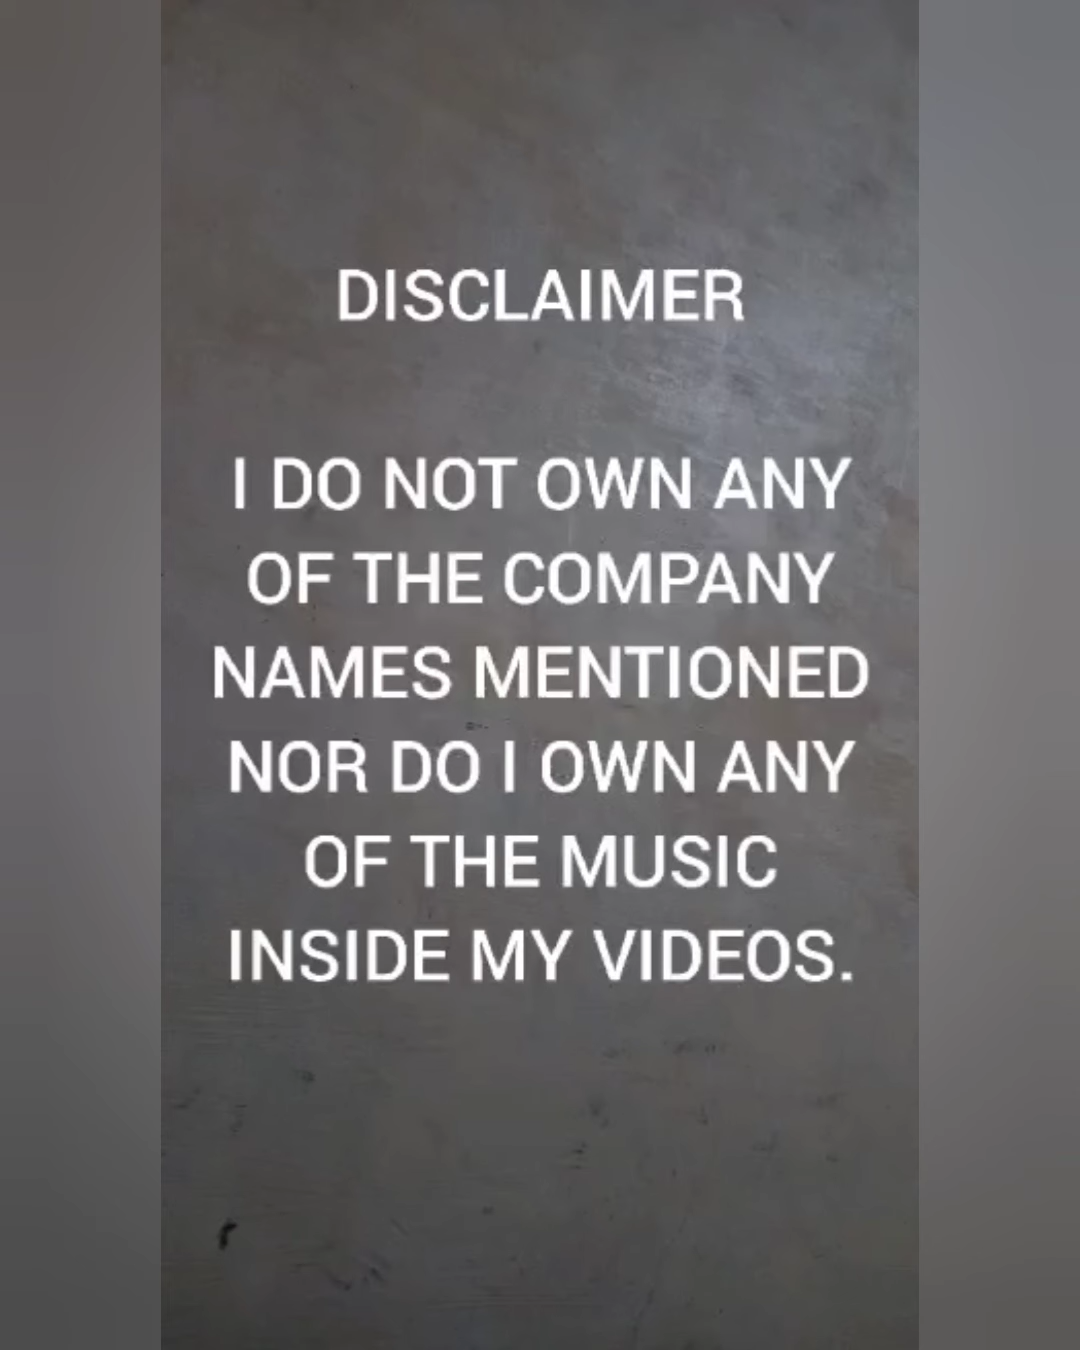 DISCLAIMER
I DO NOT OWN ANY
OF THE COMPANY
NAMES MENTIONED
NOR DO I OWN ANY
OF THE MUSIC
INSIDE MY VIDEOS.